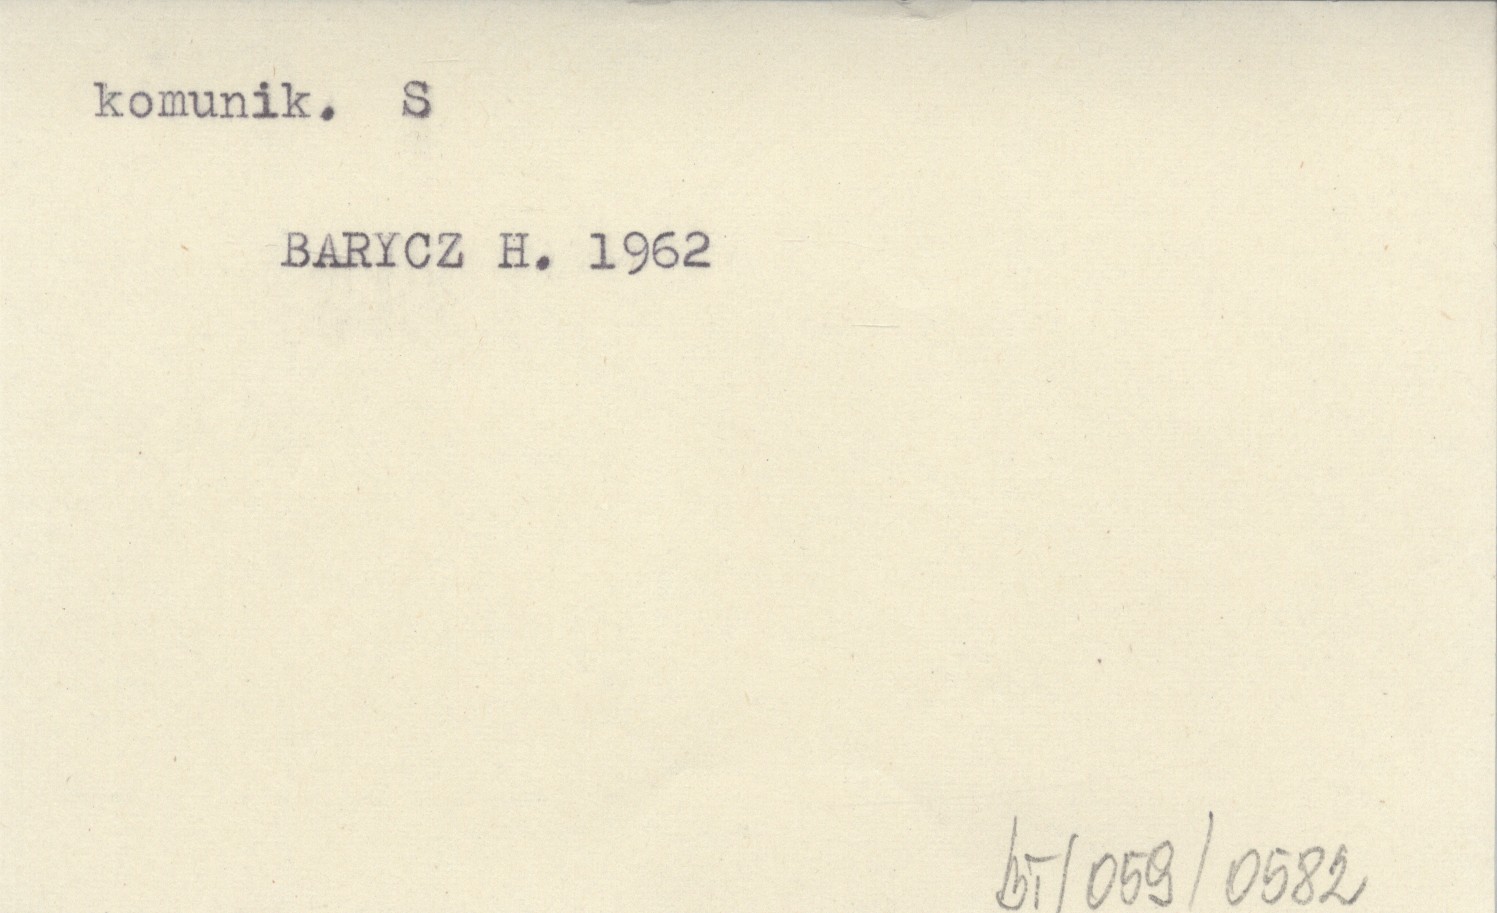 komunik. S
BARYCZ H. 1962
bT/059/0582